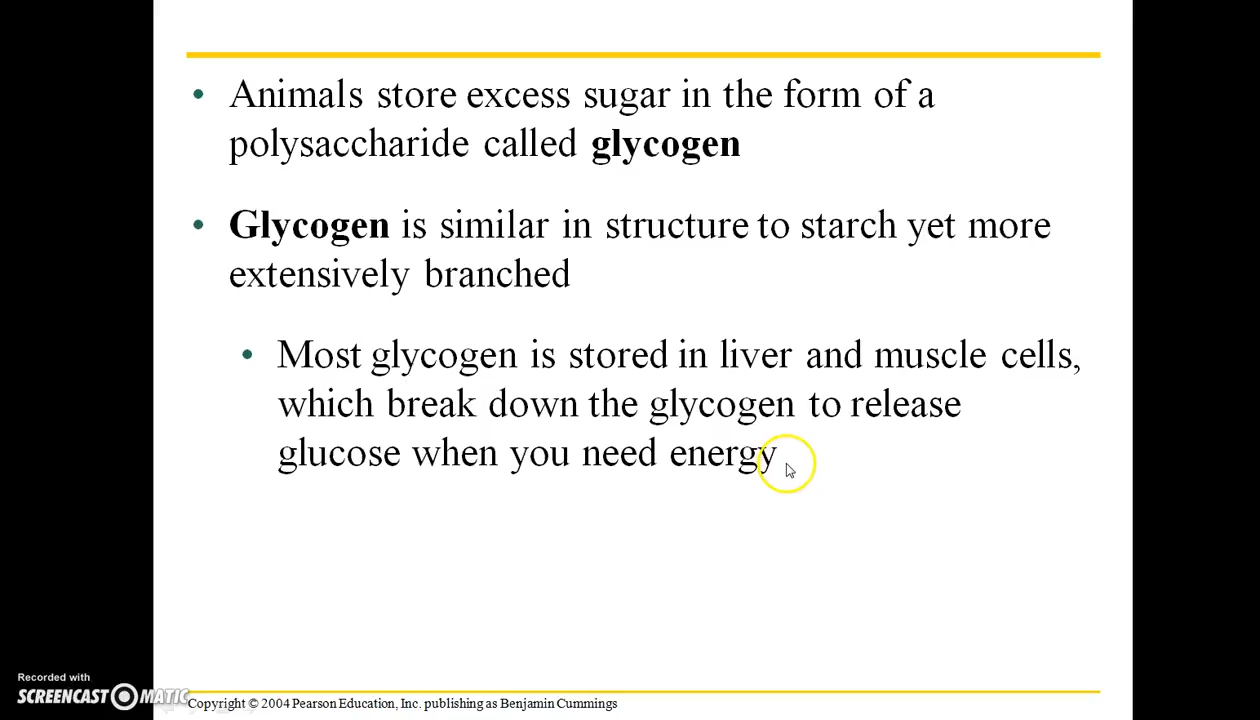 • Animals store excess sugar in the form of a
polysaccharide called glycogen
• Glycogen is similar in structure to starch yet more
extensively branched
• Most glycogen is stored in liver and muscle cells,
which break down the glycogen to release
glucose when you need energy
Recorded with
SCREENCAST MATIC
Copyright © 2004 Pearson Education, Inc. publishing as Benjamin Cummings